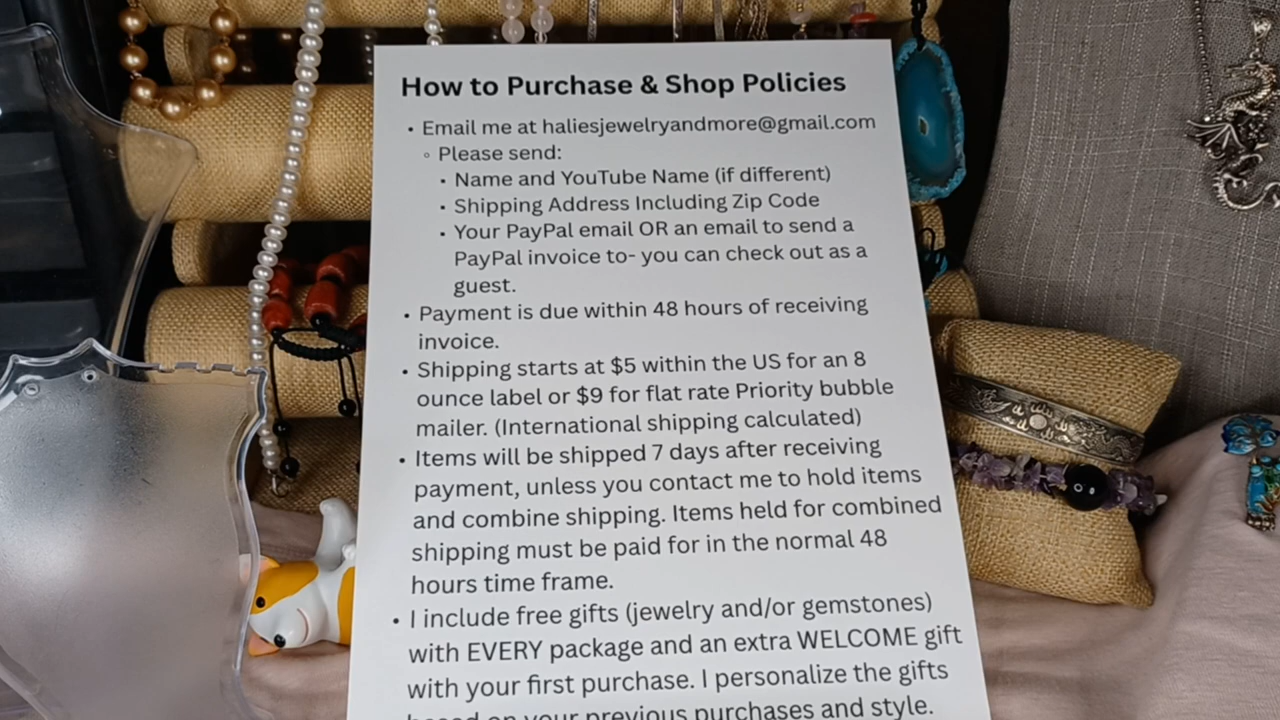 How to Purchase & Shop Policies
• Email me at haliesjewelryandmore@gmail.com
◦ Please send:
▪ Name and YouTube Name (if different)
▪ Shipping Address Including Zip Code
▪ Your PayPal email OR an email to send a
PayPal invoice to- you can check out as a
guest.
• Payment is due within 48 hours of receiving
invoice.
• Shipping starts at $5 within the US for an 8
ounce label or $9 for flat rate Priority bubble
mailer. (International shipping calculated)
• Items will be shipped 7 days after receiving
payment, unless you contact me to hold items
and combine shipping. Items held for combined
shipping must be paid for in the normal 48
hours time frame.
• I include free gifts (jewelry and/or gemstones)
with EVERY package and an extra WELCOME gift
with your first purchase. I personalize the gifts
based on your previous purchases and style.